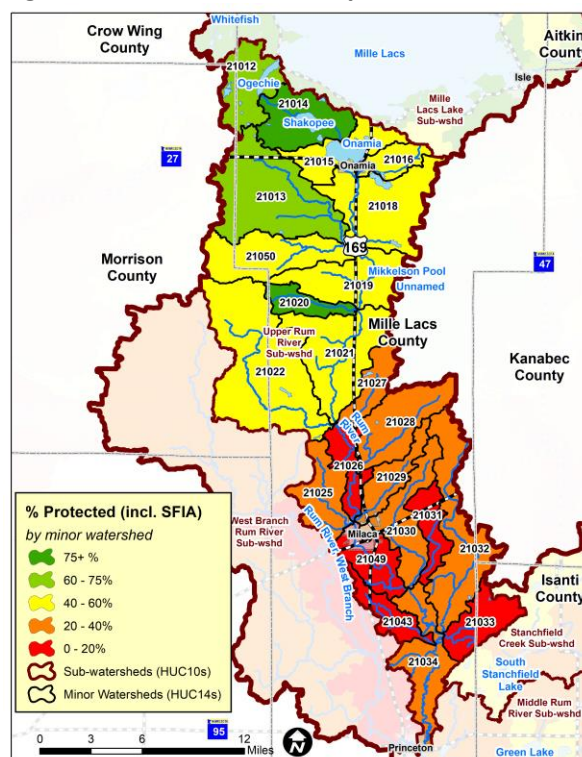 Whitefish
Crow Wing
County
Mille Lacs
Aitkin
County
21012
Ogechie
Isle
21014
Shakopee
Mille
Lacs Lake
Sub-wshd
Onamia
21015
Onamia
21016
27
21013
21018
169
Morrison
County
21050
Mikkelson Pool
Unnamed
47
21019
21020
Mille Lacs
County
Upper Rum
River
Sub-wshd
21021
Kanabec
County
21022
21027
Rum
River
21028
21026
21029
21025
% Protected (incl. SFIA)
by minor watershed
75+ %
60 - 75%
40 - 60%
20 - 40%
0 - 20%
Sub-watersheds (HUC10s)
Minor Watersheds (HUC14s)
West Branch
Rum River
Sub-wshd
Rum River, West Branch
21031
Milaca
21030
21032
21049
Isanti
County
21043
21033
Stanchfield
Creek Sub-wshd
21034
South
Stanchfield
Lake
Middle Rum
River Sub-wshd
95
0 3 6 12
Miles
N
Princeton
Green Lake